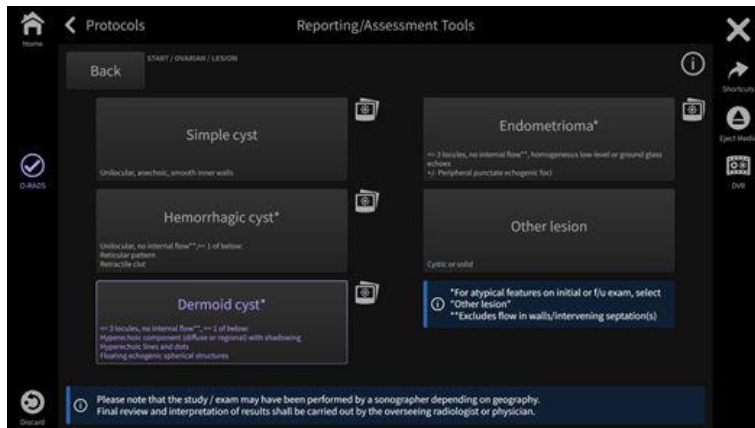 Home
Protocols
Reporting/Assessment Tools
Back
START / OVARIAN / LESION
Shortcuts
Eject Media
DVR
O-RADS
Simple cyst
Unilocular, anechoic, smooth inner walls
Endometrioma*
<= 3 locules, no internal flow**, homogeneous low-level or ground glass
echoes
+/- Peripheral punctate echogenic foci
Hemorrhagic cyst*
Unilocular, no internal flow**,>= 1 of below:
Reticular pattern
Retractile clot
Other lesion
Cystic or solid
Dermoid cyst*
<= 3 locules, no internal flow**, >= 1 of below:
Hyperechoic component (diffuse or regional) with shadowing
Hyperechoic lines and dots
Floating echogenic spherical structures
*For atypical features on initial or f/u exam, select
"Other lesion"
**Excludes flow in walls/intervening septation(s)
Please note that the study / exam may have been performed by a sonographer depending on geography.
Final review and interpretation of results shall be carried out by the overseeing radiologist or physician.
Discard